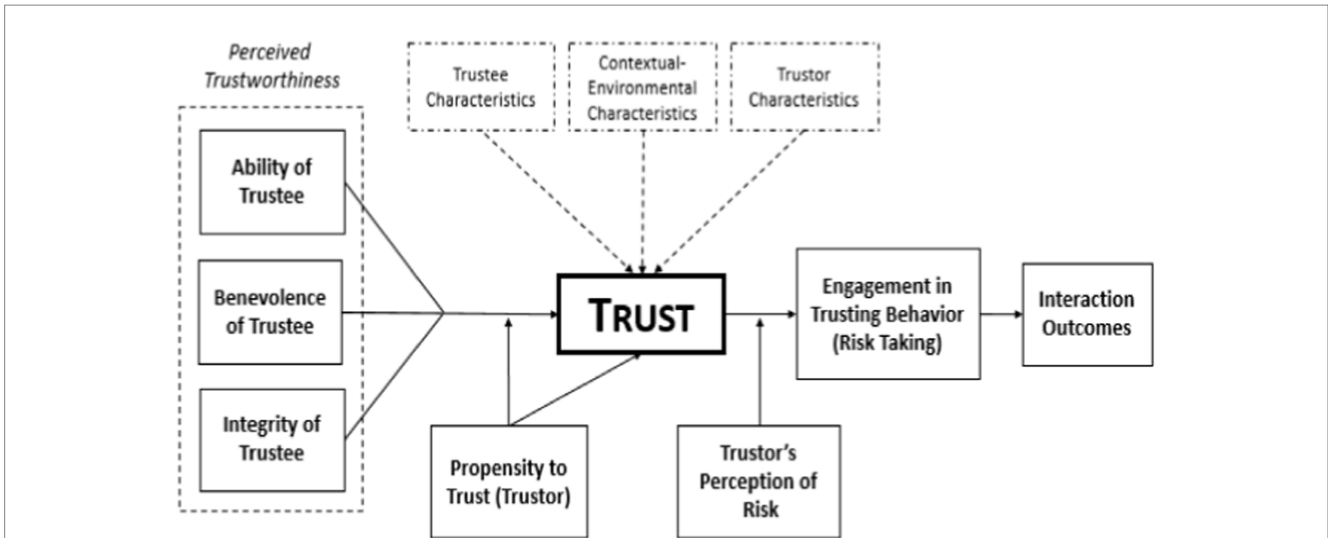 Perceived
Trustworthiness
Ability of
Trustee
Benevolence
of Trustee
Integrity of
Trustee
Trustee
Characteristics
Contextual-
Environmental
Characteristics
Trustor
Characteristics
TRUST
Propensity to
Trust (Trustor)
Trustor’s
Perception of
Risk
Engagement in
Trusting Behavior
(Risk Taking)
Interaction
Outcomes